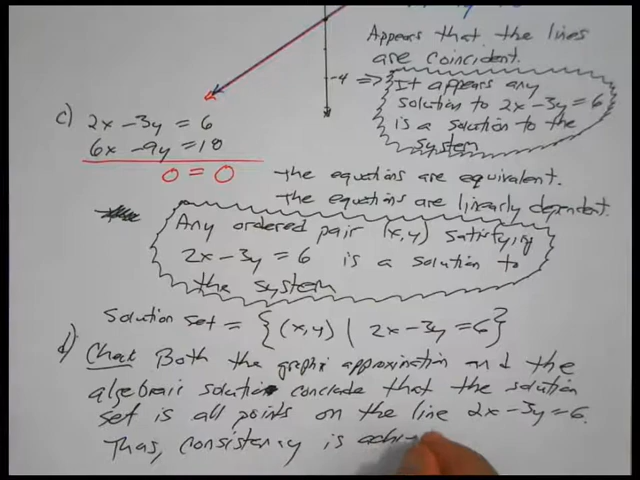 Appears that the lines
are coincident.
-4
=> It appears any
solution to 2x - 3y = 6
is a solution to the
system
c) 2x - 3y = 6
6x - 9y = 18
0 = 0
the equations are equivalent.
the equations are linearly dependent.
Any ordered pair (x,y) satisfying
2x - 3y = 6 is a solution to
the system
Solution set = {(x,y) | 2x - 3y = 6}
d) Check Both the graphic approximation and the
algebraic solution conclude that the solution
set is all points on the line 2x - 3y = 6.
Thus, consistency is